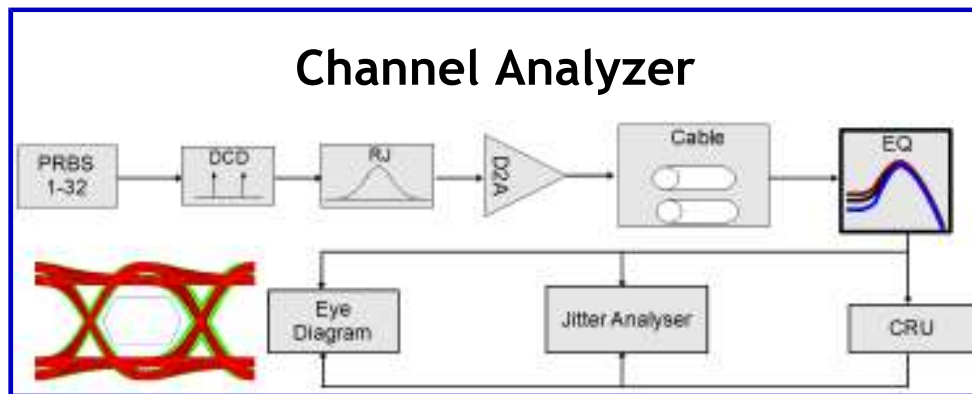 Channel Analyzer
PRBS
1-32
DCD
RJ
D2A
Cable
EQ
Eye
Diagram
Jitter Analyser
CRU